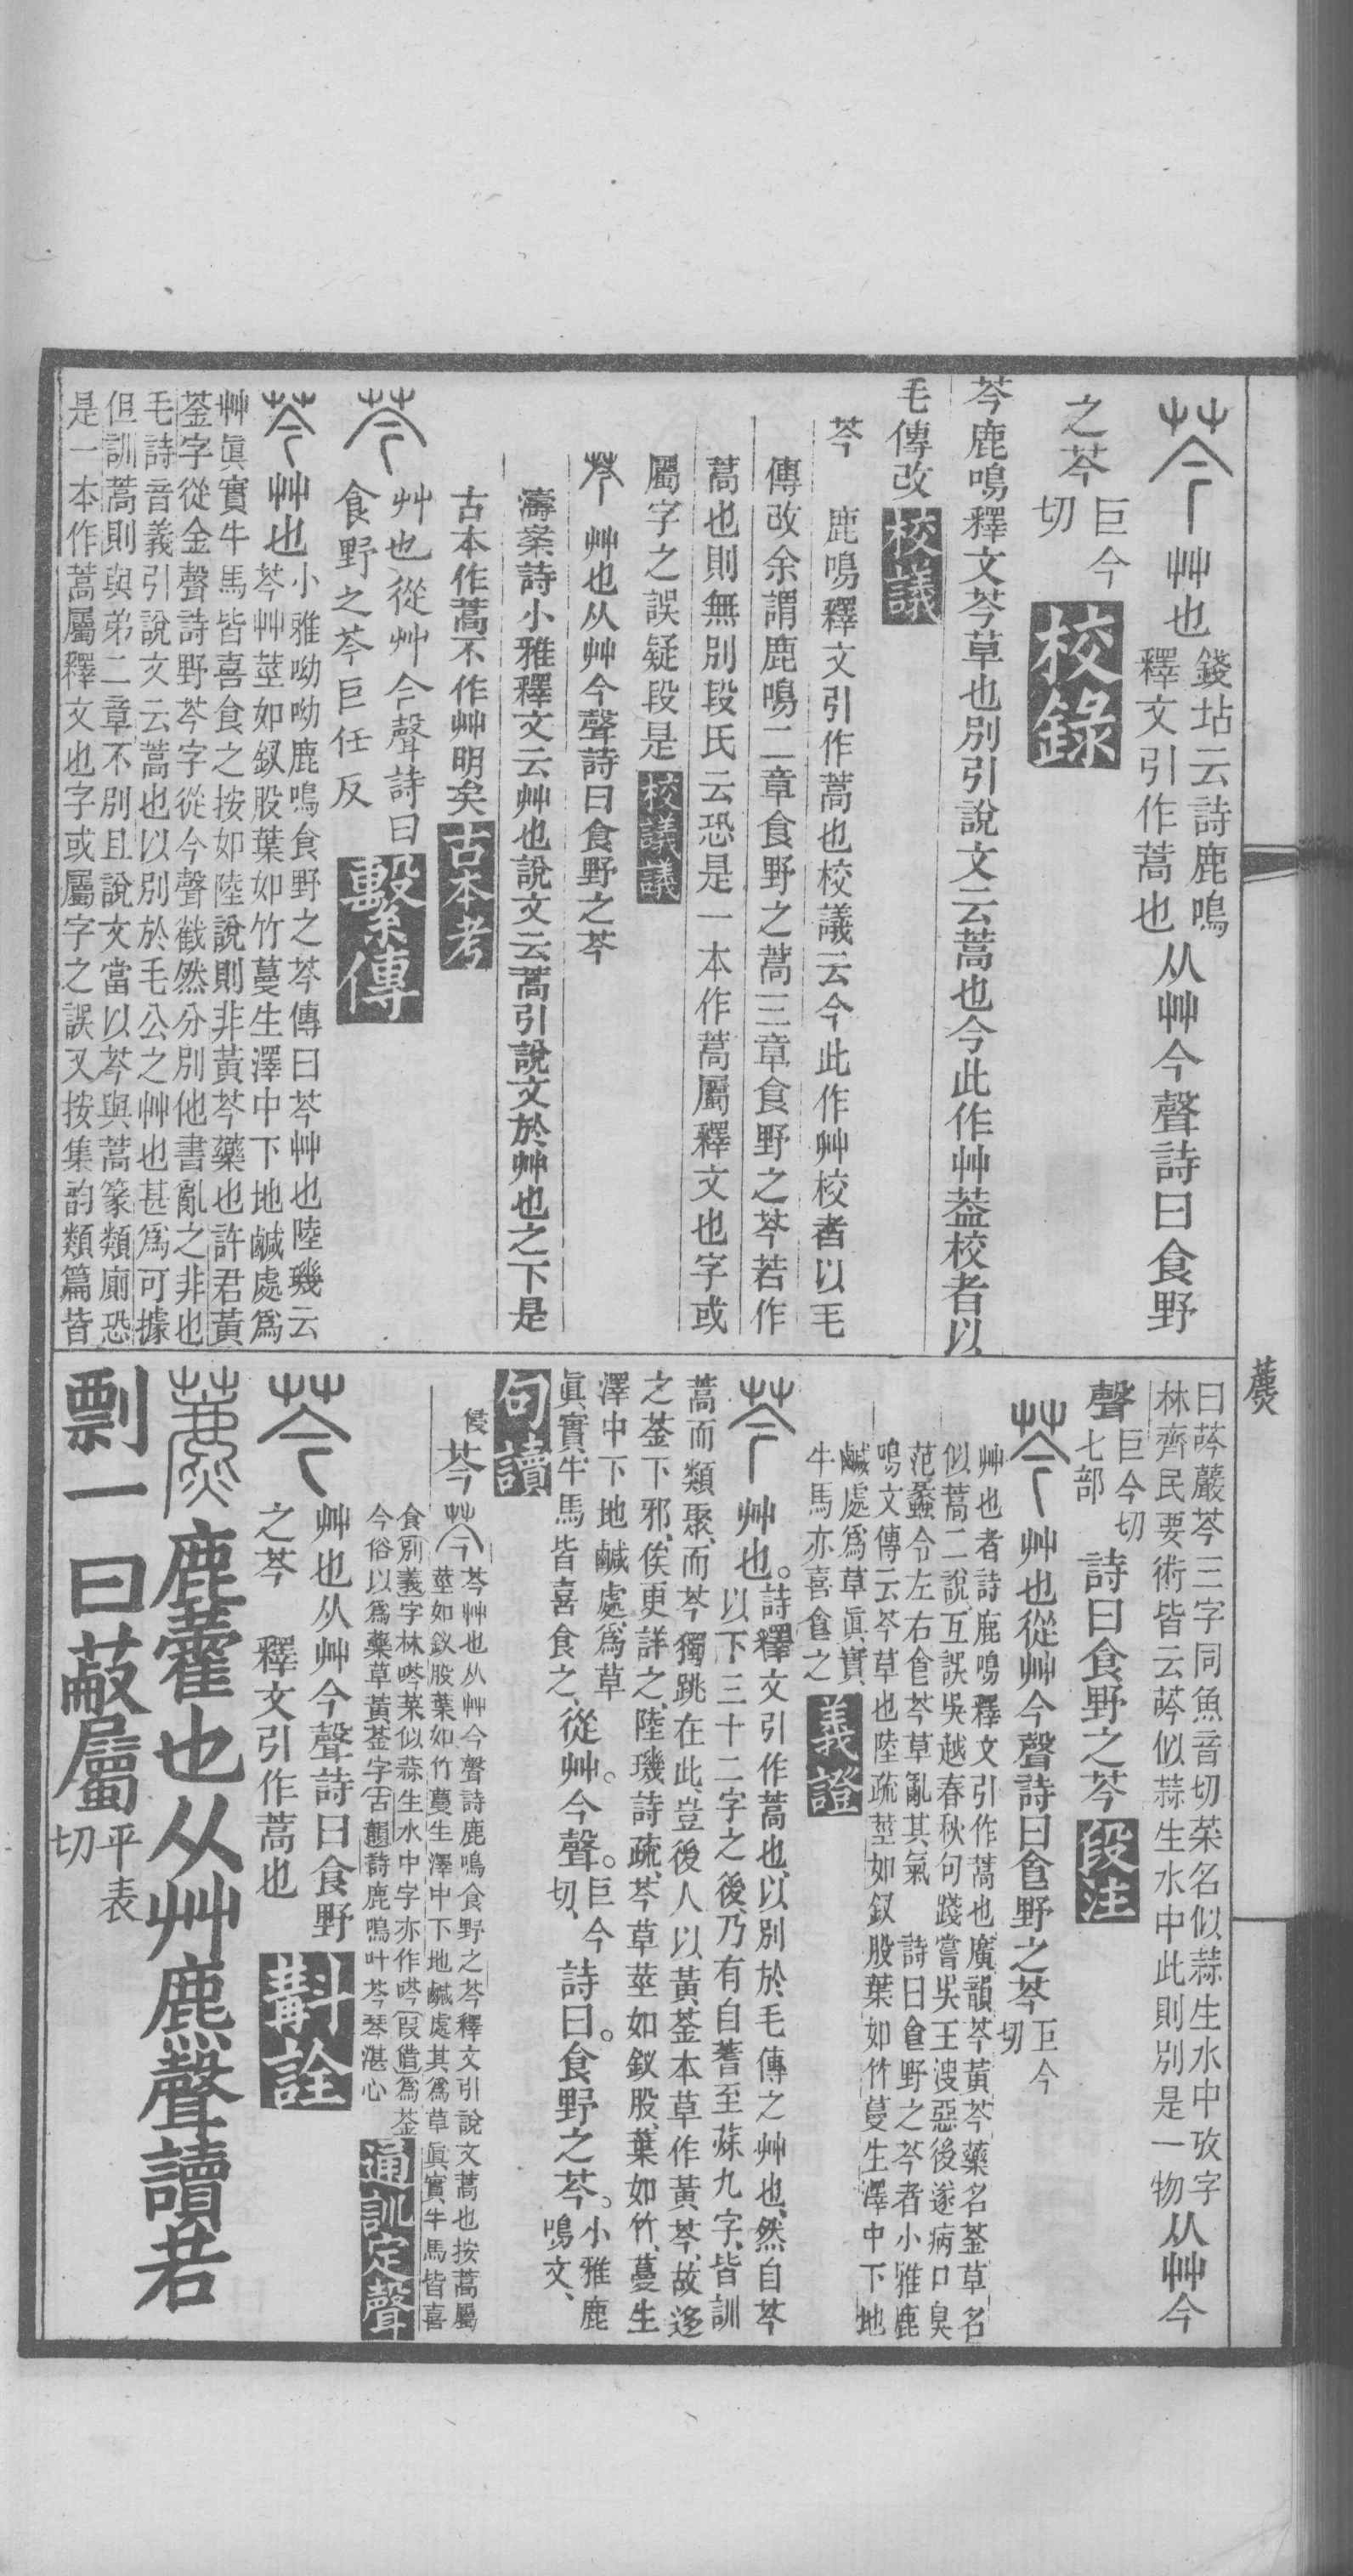 艸也
錢坫云詩鹿鳴
釋文引作蒿也
从艸今聲詩曰食野
之芩
巨今
切
校錄
芩鹿鳴釋文芩草也別引說文云蒿也今此作艸葢校者以
毛傳改
校議
芩 鹿鳴釋文引作蒿也校議云今此作艸校者以毛
傳改余謂鹿鳴二章食野之蒿三章食野之芩若作
蒿也則無別段氏云恐是一本作蒿屬釋文也字或
屬字之誤疑段是
校議議
芩 艸也从艸今聲詩曰食野之芩
濤案詩小雅釋文云艸也說文云蒿引說文於艸也之下是
古本作蒿不作艸明矣
古本考
艸也從艸今聲詩曰
食野之芩巨任反
繫傳
芩艸也
小雅呦呦鹿鳴食野之芩傳曰芩艸也陸璣云
芩艸莖如釵股葉如竹蔓生澤中下地鹹處爲
艸眞實牛馬皆喜食之按如陸說則非黃芩藥也許君黃
荃字從金聲詩野芩字從今聲截然分別他書亂之非也
毛詩音義引說文云蒿也以別於毛公之艸也甚爲可據
但訓蒿則與弟二章不別且說文當以芩與蒿篆類廁恐
是一本作蒿屬釋文也字或屬字之誤又按集韵類篇皆
藨
曰䓄蘞芩三字同魚音切菜名似蒜生水中攷字
林齊民要術皆云䓄似蒜生水中此則別是一物
从艸今
聲
巨今切
七部
詩曰食野之芩
段注
艸也從艸今聲詩曰食野之芩
巨今
切
艸也者詩鹿鳴釋文引作蒿也廣韻芩黃芩藥名荃草名
似蒿二說互誤吳越春秋句踐嘗吳王溲惡後遂病口臭
范蠡令左右食芩草亂其氣 詩曰食野之芩者小雅鹿
鳴文傳云芩草也陸疏莖如釵股葉如竹蔓生澤中下地
鹹處爲草眞實
牛馬亦喜食之
義證
艸也。
詩釋文引作蒿也、以別於毛傳之艸也、然自芩
以下三十二字之後、乃有自蓍至蔝九字、皆訓
蒿而類聚、而芩獨跳在此、豈後人以黃荃本草作黃芩、故迻
之荃下邪、俟更詳之、陸璣詩疏、芩草莖如釵股、葉如竹、蔓生
澤中下地鹹處、爲草
眞實、牛馬皆喜食之、
從艸。今聲。
巨今
切、
詩曰。食野之芩。
小雅鹿
鳴文、
句讀
侵
芩
芩艸也从艸今聲詩鹿鳴食野之芩釋文引說文蒿也按蒿屬
莖如釵股葉如竹蔓生澤中下地鹹處其爲草眞實牛馬皆喜
食〔別義〕字林㟅菜似蒜生水中字亦作㟅〔叚借〕爲荃
今俗以爲藥草黃荃字〔古韻〕詩鹿鳴叶芩琴湛心
通訓定聲
艸也从艸今聲詩曰食野
之芩 釋文引作蒿也
斠詮
鹿藿也从艸麃聲讀若
剽一曰蔽屬
平表
切